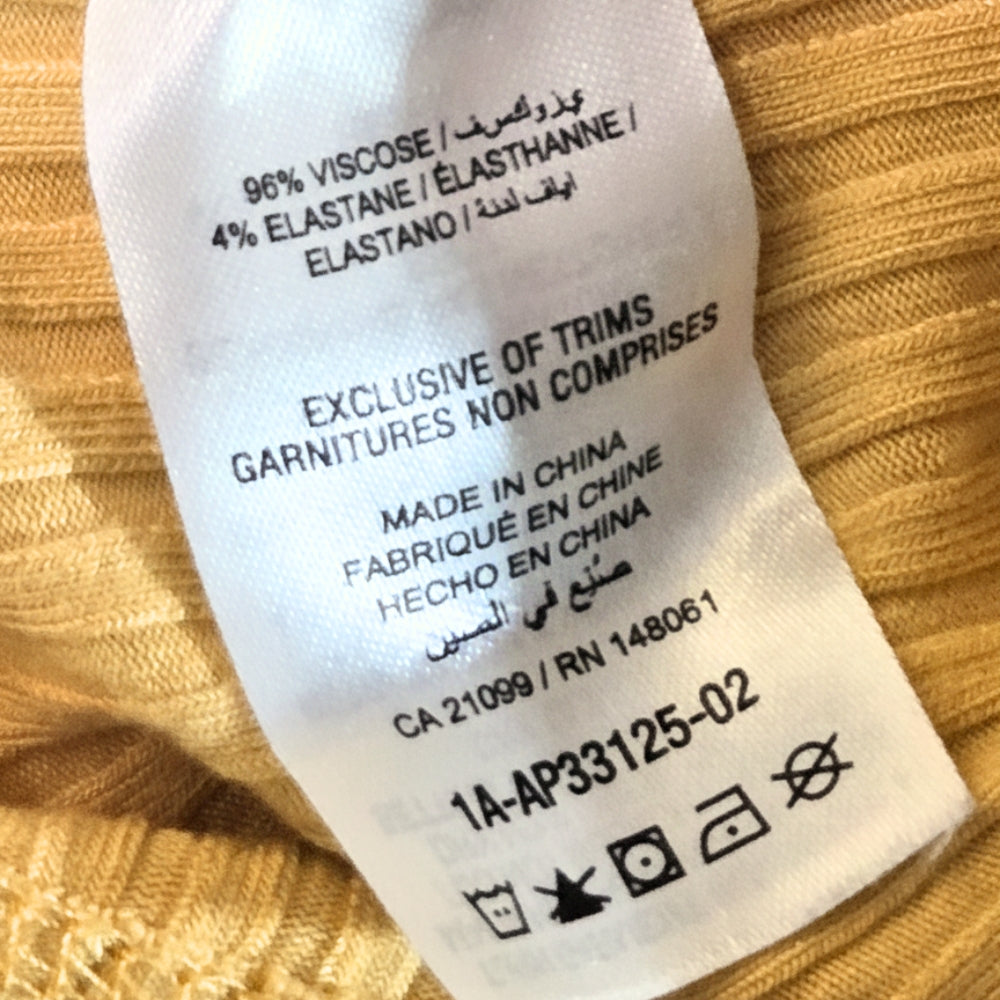 96% VISCOSE / فسكوز
4% ELASTANE / ÉLASTHANNE /
ELASTANO / ألياف لدنة
EXCLUSIVE OF TRIMS
GARNITURES NON COMPRISES
MADE IN CHINA
FABRIQUÉ EN CHINE
HECHO EN CHINA
صُنِع في الصين
CA 21099 / RN 148061
1A-AP33125-02